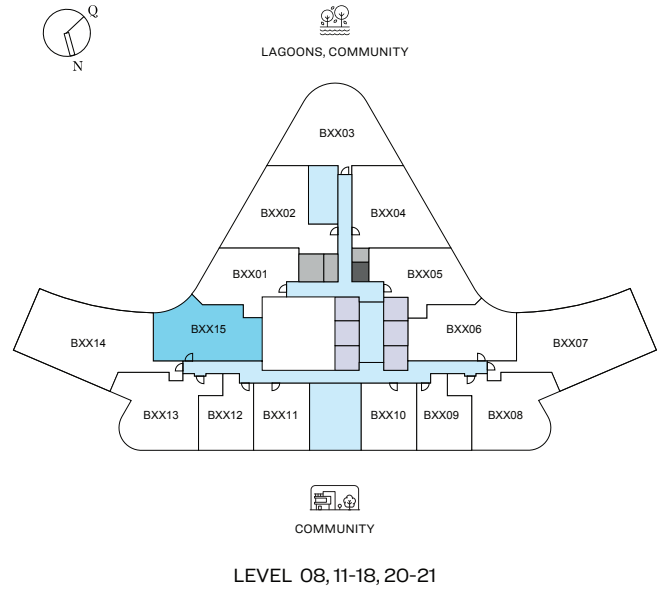 Q
N
LAGOONS, COMMUNITY
BXX03
BXX02
BXX04
BXX01
BXX05
BXX15
BXX06
BXX14
BXX07
BXX13
BXX12
BXX11
BXX10
BXX09
BXX08
COMMUNITY
LEVEL 08, 11-18, 20-21